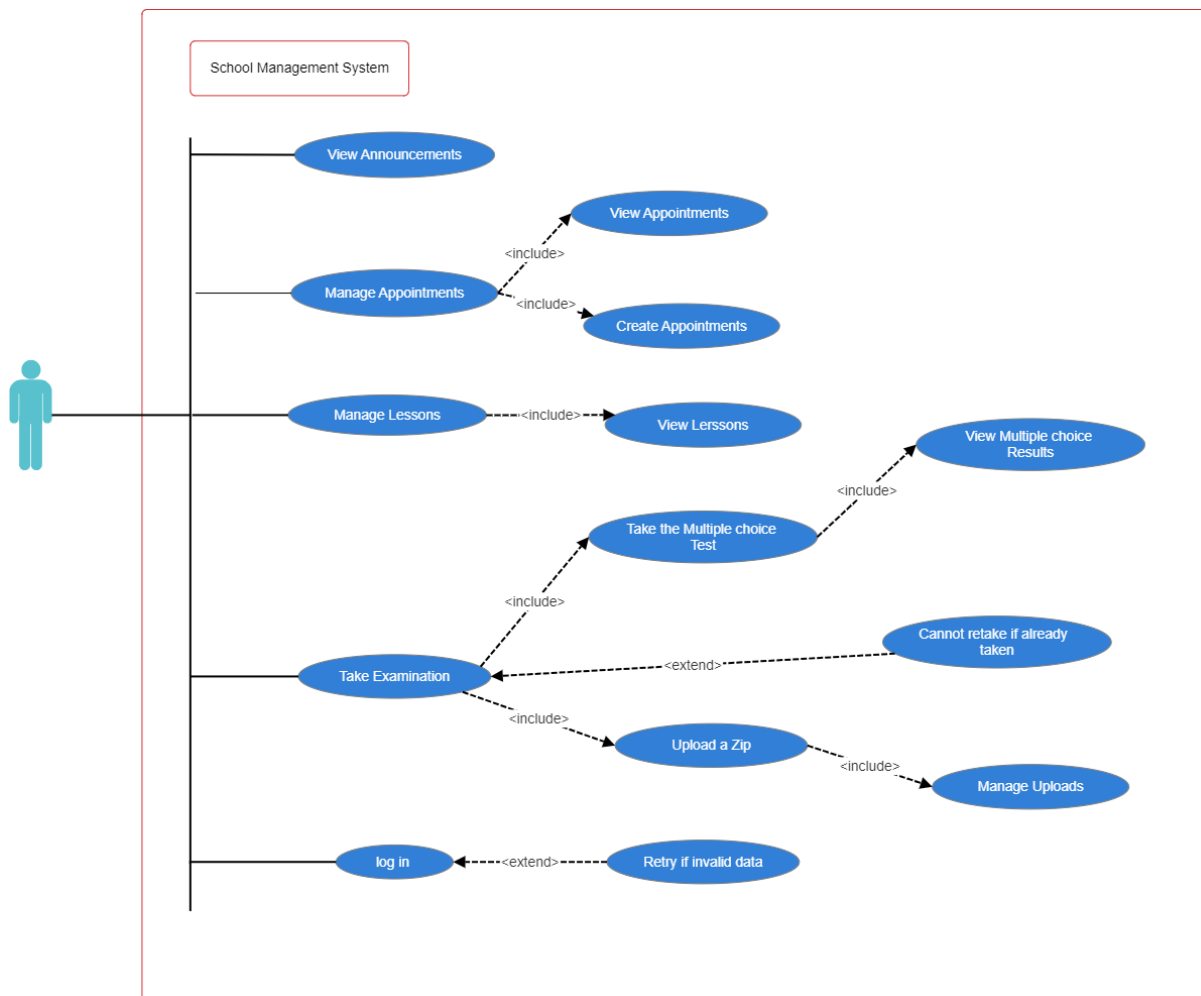 School Management System
View Announcements
View Appointments
<include>
Manage Appointments
<include>
Create Appointments
Manage Lessons
<include>
View Lerssons
View Multiple choice
Results
<include>
Take the Multiple choice
Test
<include>
Cannot retake if already
taken
<extend>
Take Examination
<include>
Upload a Zip
<include>
Manage Uploads
log in
<extend>
Retry if invalid data